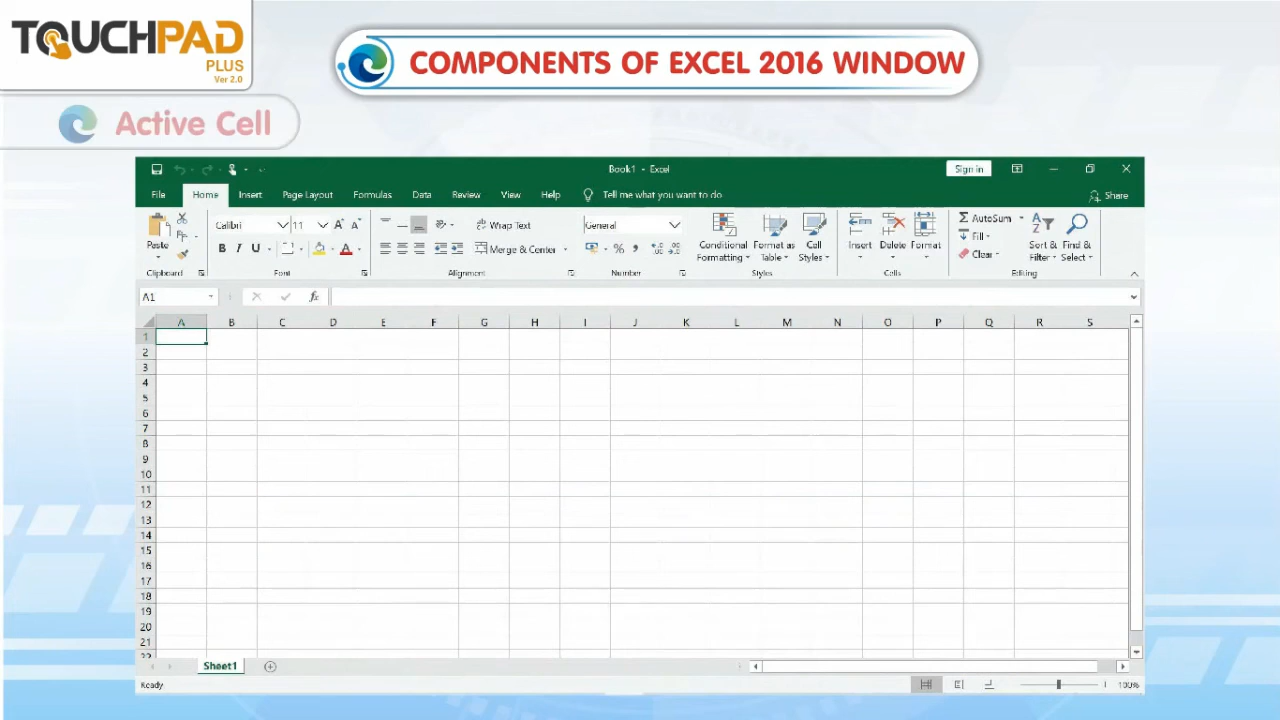 TOUCHPAD
PLUS
Ver 2.0
COMPONENTS OF EXCEL 2016 WINDOW
Active Cell
Book1 - Excel
Sign in
File Home Insert Page Layout Formulas Data Review View Help Tell me what you want to do Share
Calibri 11 Wrap Text General AutoSum
Paste B I U A Merge & Center % Conditional Formatting Format as Table Cell Styles Insert Delete Format Fill Clear Sort & Filter Find & Select
Clipboard Font Alignment Number Styles Cells Editing
A1 fx
A B C D E F G H I J K L M N O P Q R S
1
2
3
4
5
6
7
8
9
10
11
12
13
14
15
16
17
18
19
20
21
22
Sheet1
Ready 100%